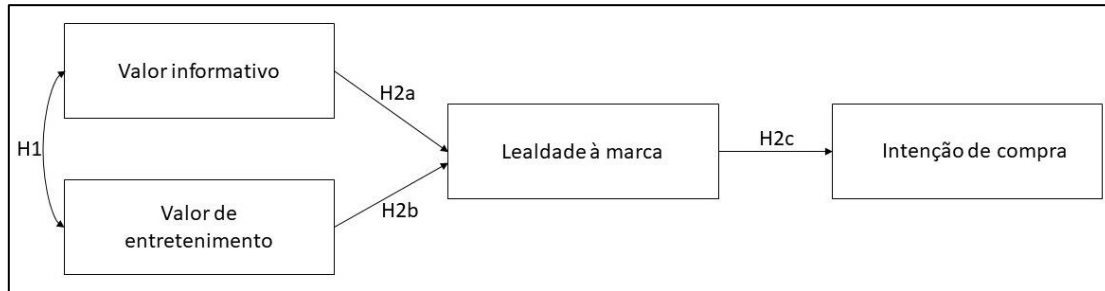 Valor informativo
H2a
H1
Lealdade à marca
H2c
Intenção de compra
Valor de
entretenimento
H2b